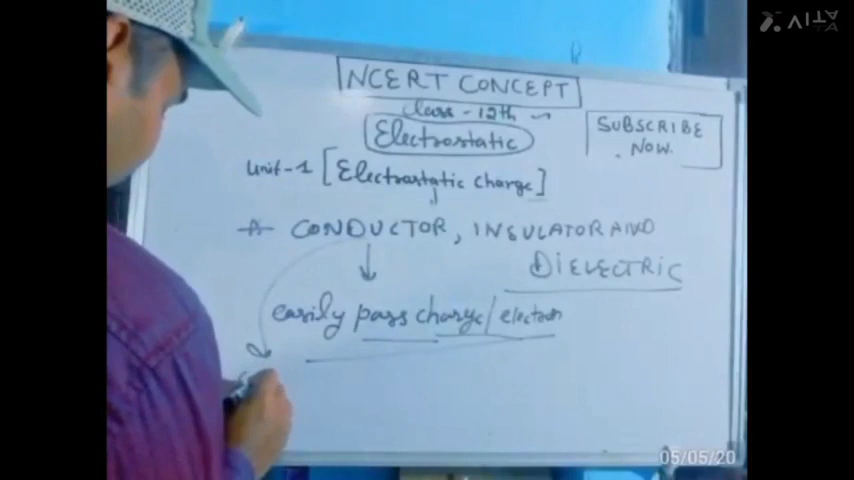 VITA
NCERT CONCEPT
Class - 12th
Electrostatic
SUBSCRIBE
NOW.
Unit-1 [Electrostatic Charge]
CONDUCTOR, INSULATOR AND
DIELECTRIC
easily pass charge/electron
05/05/20